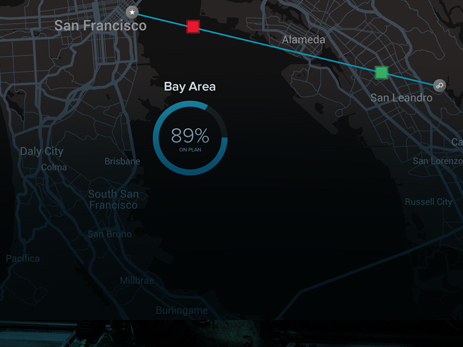 San Francisco
Alameda
Bay Area
San Leandro
89%
ON PLAN
Daly City
Brisbane
Colma
San Lorenzo
South San
Francisco
Russell City
San Bruno
Pacifica
Millbrae
Burlingame